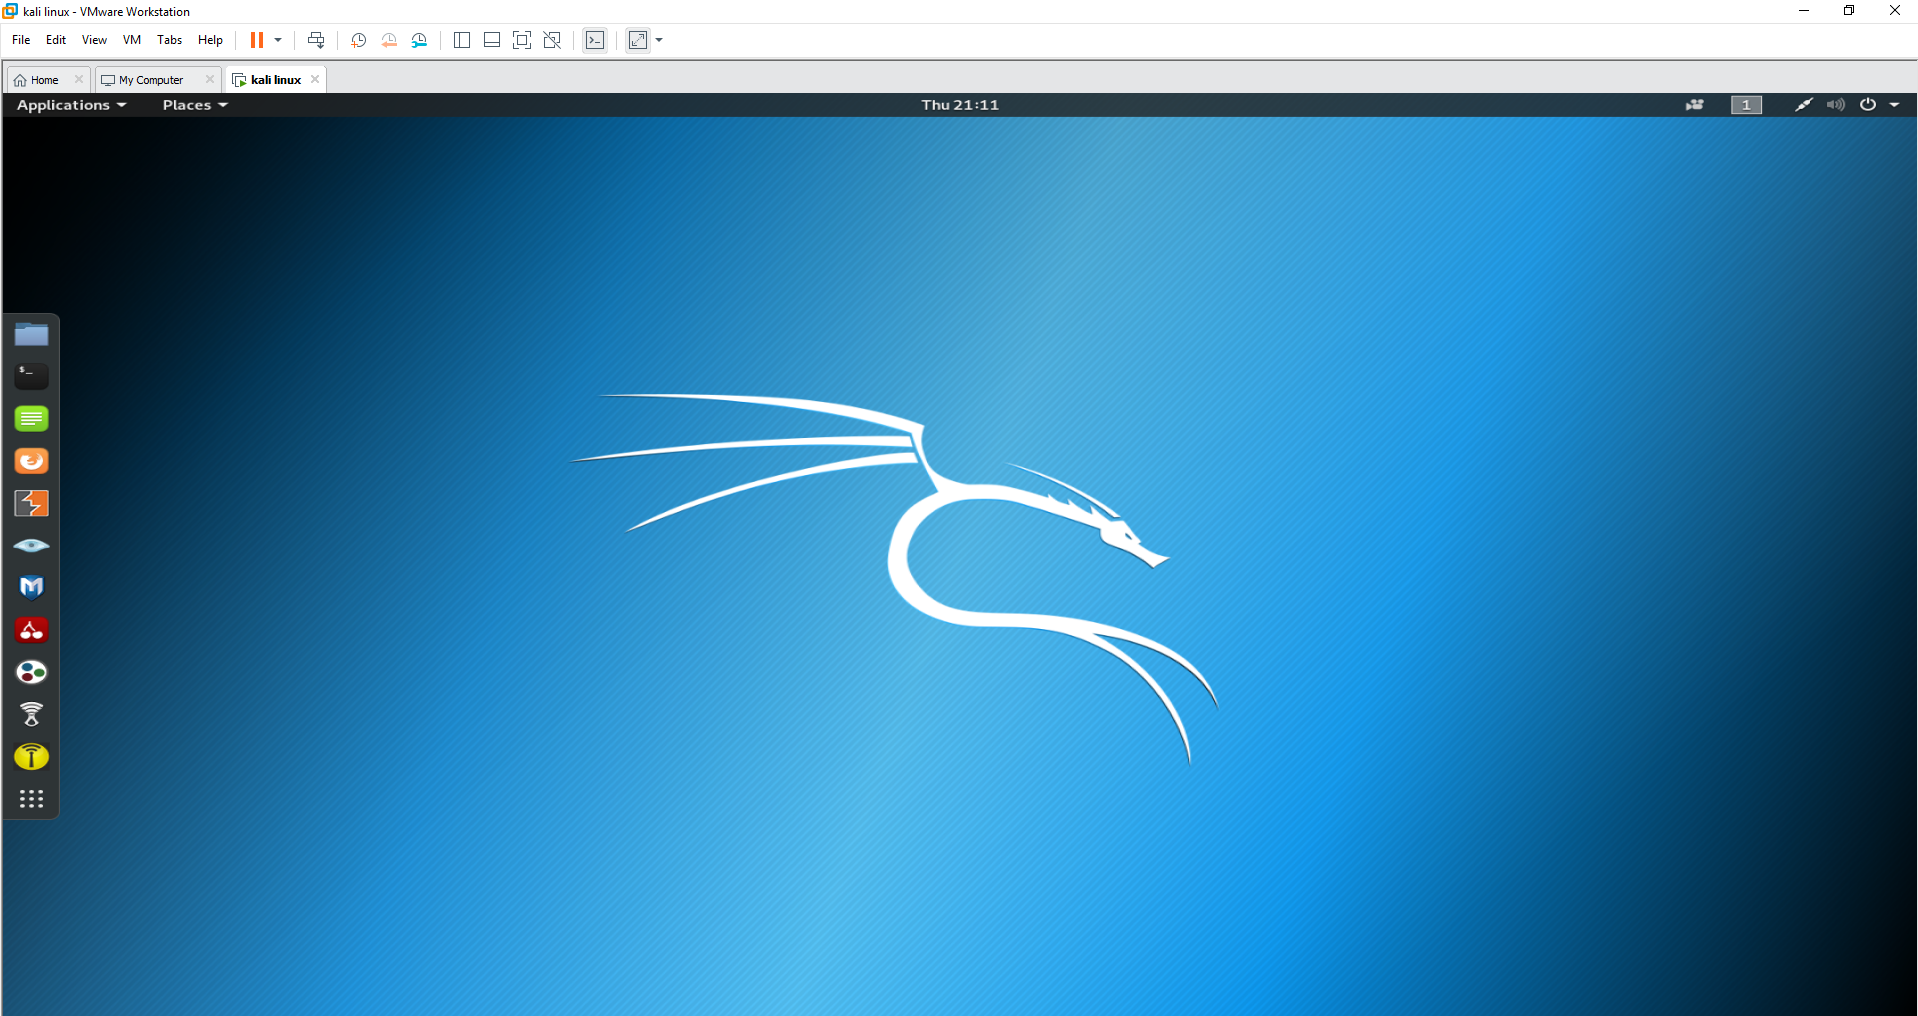 kali linux - VMware Workstation
File Edit View VM Tabs Help
Home My Computer kali linux
Applications Places Thu 21:11 1
$_